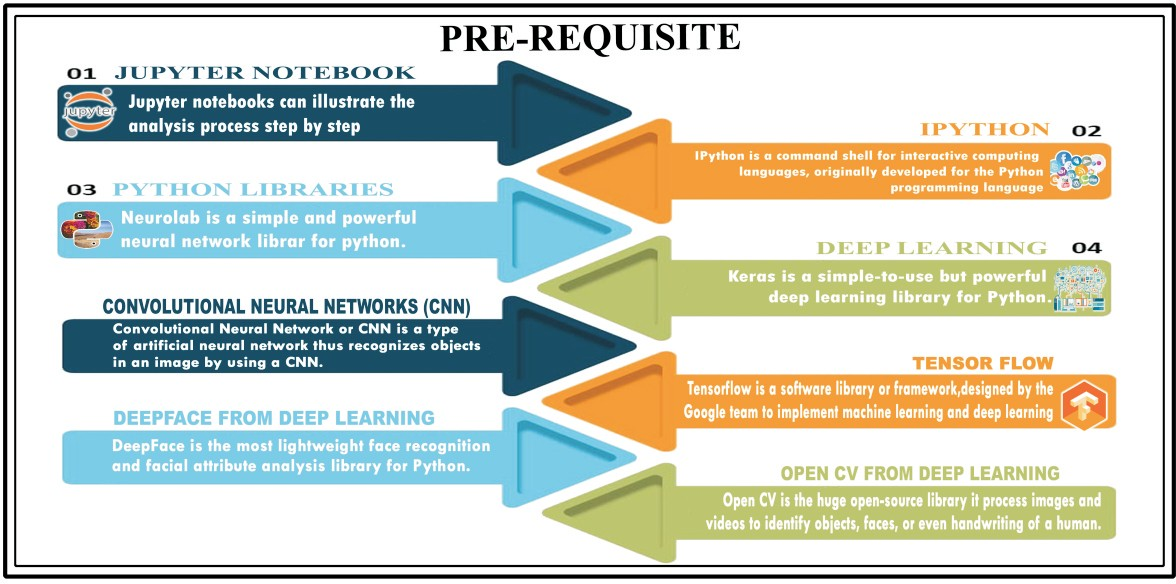 PRE-REQUISITE
01 JUPYTER NOTEBOOK
jupyter
Jupyter notebooks can illustrate the
analysis process step by step
IPYTHON 02
IPython is a command shell for interactive computing
languages, originally developed for the Python
programming language
03 PYTHON LIBRARIES
Neurolab is a simple and powerful
neural network librar for python.
DEEP LEARNING 04
Keras is a simple-to-use but powerful
deep learning library for Python.
CONVOLUTIONAL NEURAL NETWORKS (CNN)
Convolutional Neural Network or CNN is a type
of artificial neural network thus recognizes objects
in an image by using a CNN.
TENSOR FLOW
Tensorflow is a software library or framework,designed by the
Google team to implement machine learning and deep learning
DEEPFACE FROM DEEP LEARNING
DeepFace is the most lightweight face recognition
and facial attribute analysis library for Python.
OPEN CV FROM DEEP LEARNING
Open CV is the huge open-source library it process images and
videos to identify objects, faces, or even handwriting of a human.